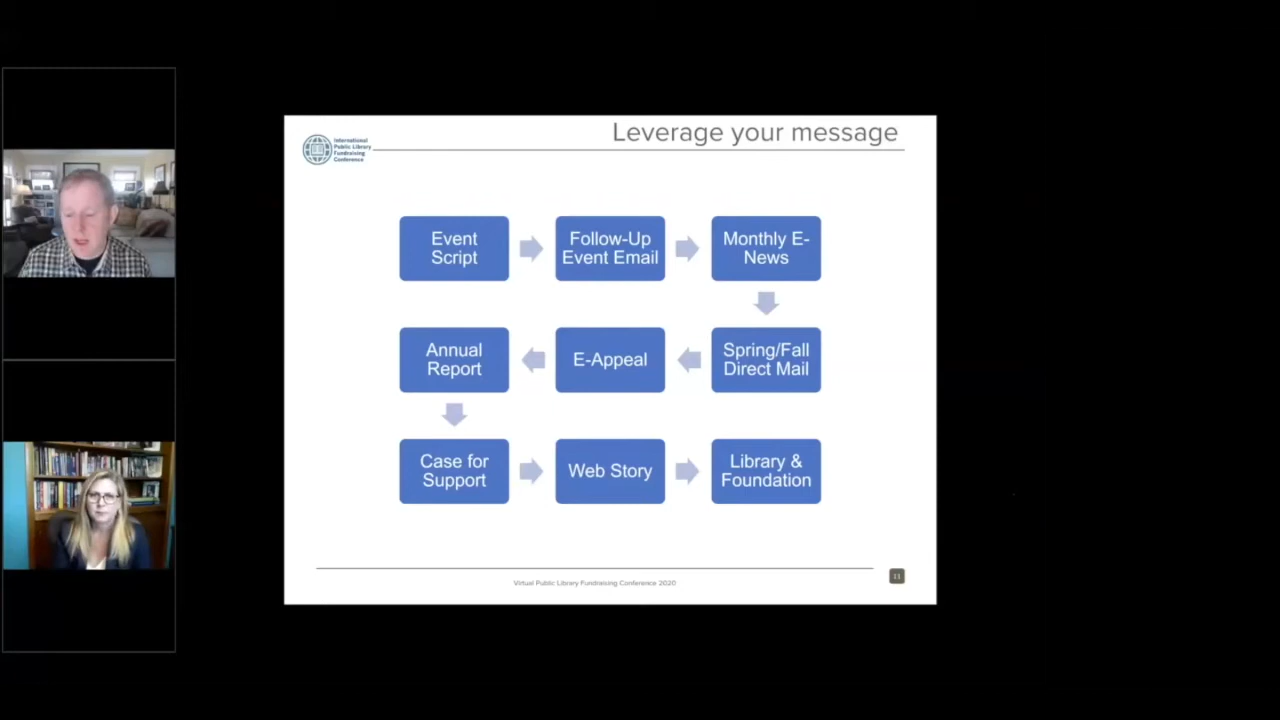 Leverage your message
International
Public Library
Fundraising
Conference
Event
Script
Follow-Up
Event Email
Monthly E-
News
Spring/Fall
Direct Mail
E-Appeal
Annual
Report
Case for
Support
Web Story
Library &
Foundation
Virtual Public Library Fundraising Conference 2020
11